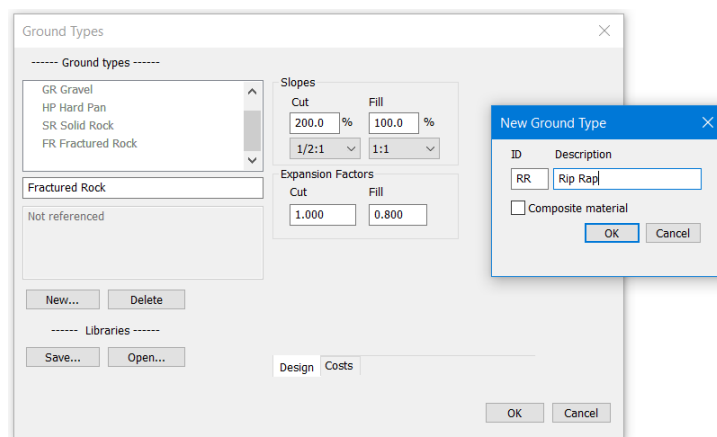 Ground Types
------ Ground types ------
GR Gravel
HP Hard Pan
SR Solid Rock
FR Fractured Rock
Fractured Rock
Not referenced
New... Delete
------ Libraries ------
Save... Open...
Slopes
Cut Fill
200.0 % 100.0 %
1/2:1 1:1
Expansion Factors
Cut Fill
1.000 0.800
Design Costs
OK Cancel
New Ground Type
ID Description
RR Rip Rap
Composite material
OK Cancel